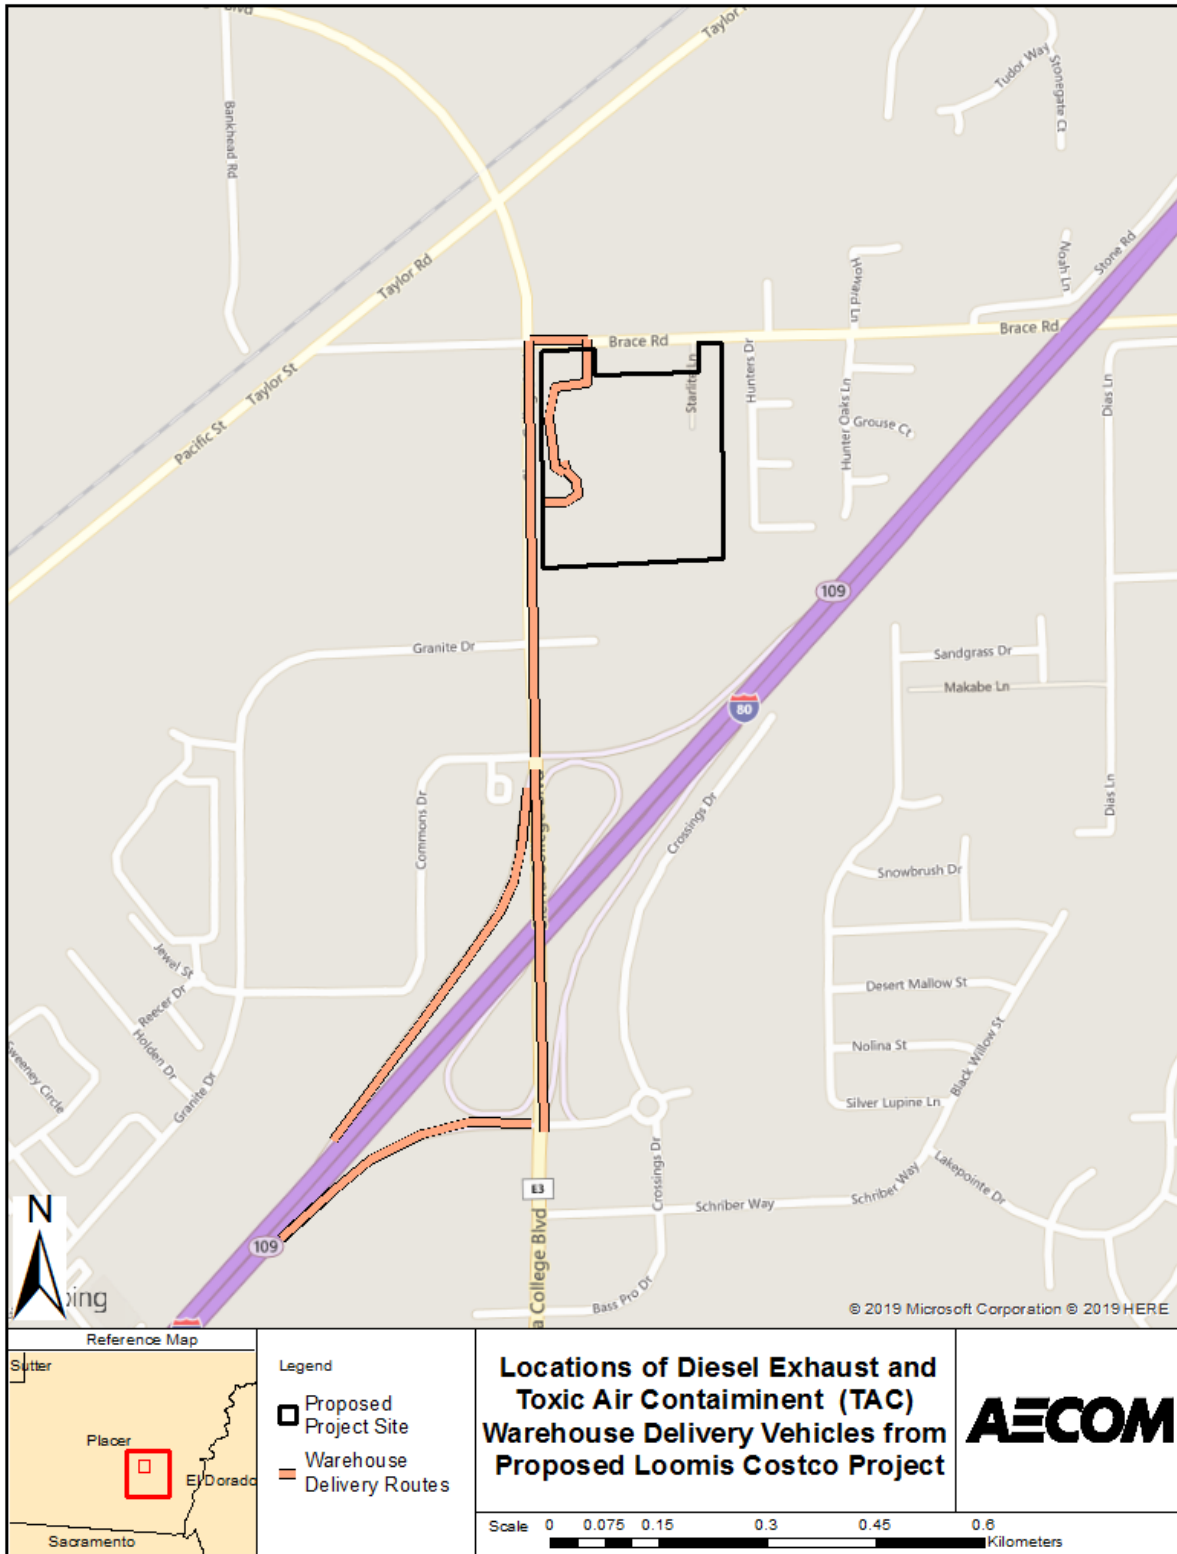 Blvd
Taylor Rd
Tudor Way
Stonegate Ct
Bankhead Rd
Taylor Rd
Howard Ln
Noah Ln
Stone Rd
Brace Rd
Brace Rd
Taylor St
Pacific St
Starlite Ln
Hunters Dr
Hunter Oaks Ln
Grouse Ct
Dias Ln
109
Granite Dr
Sandgrass Dr
Makabe Ln
80
Commons Dr
College Blvd
Crossings Dr
Dias Ln
Snowbrush Dr
Jewel St
Reecer Dr
Holden Dr
Sweeney Circle
Granite Dr
Desert Mallow St
Nolina St
Black Willow St
Silver Lupine Ln
Lakepointe Dr
Crossings Dr
E3
Schriber Way
Schriber Way
a College Blvd
109
Bass Pro Dr
N
ping
© 2019 Microsoft Corporation © 2019 HERE
Reference Map
Sutter
Placer
El Dorado
Sacramento
Legend
Proposed
Project Site
Warehouse
Delivery Routes
Locations of Diesel Exhaust and
Toxic Air Contaiminent (TAC)
Warehouse Delivery Vehicles from
Proposed Loomis Costco Project
AECOM
Scale 0 0.075 0.15 0.3 0.45 0.6
Kilometers